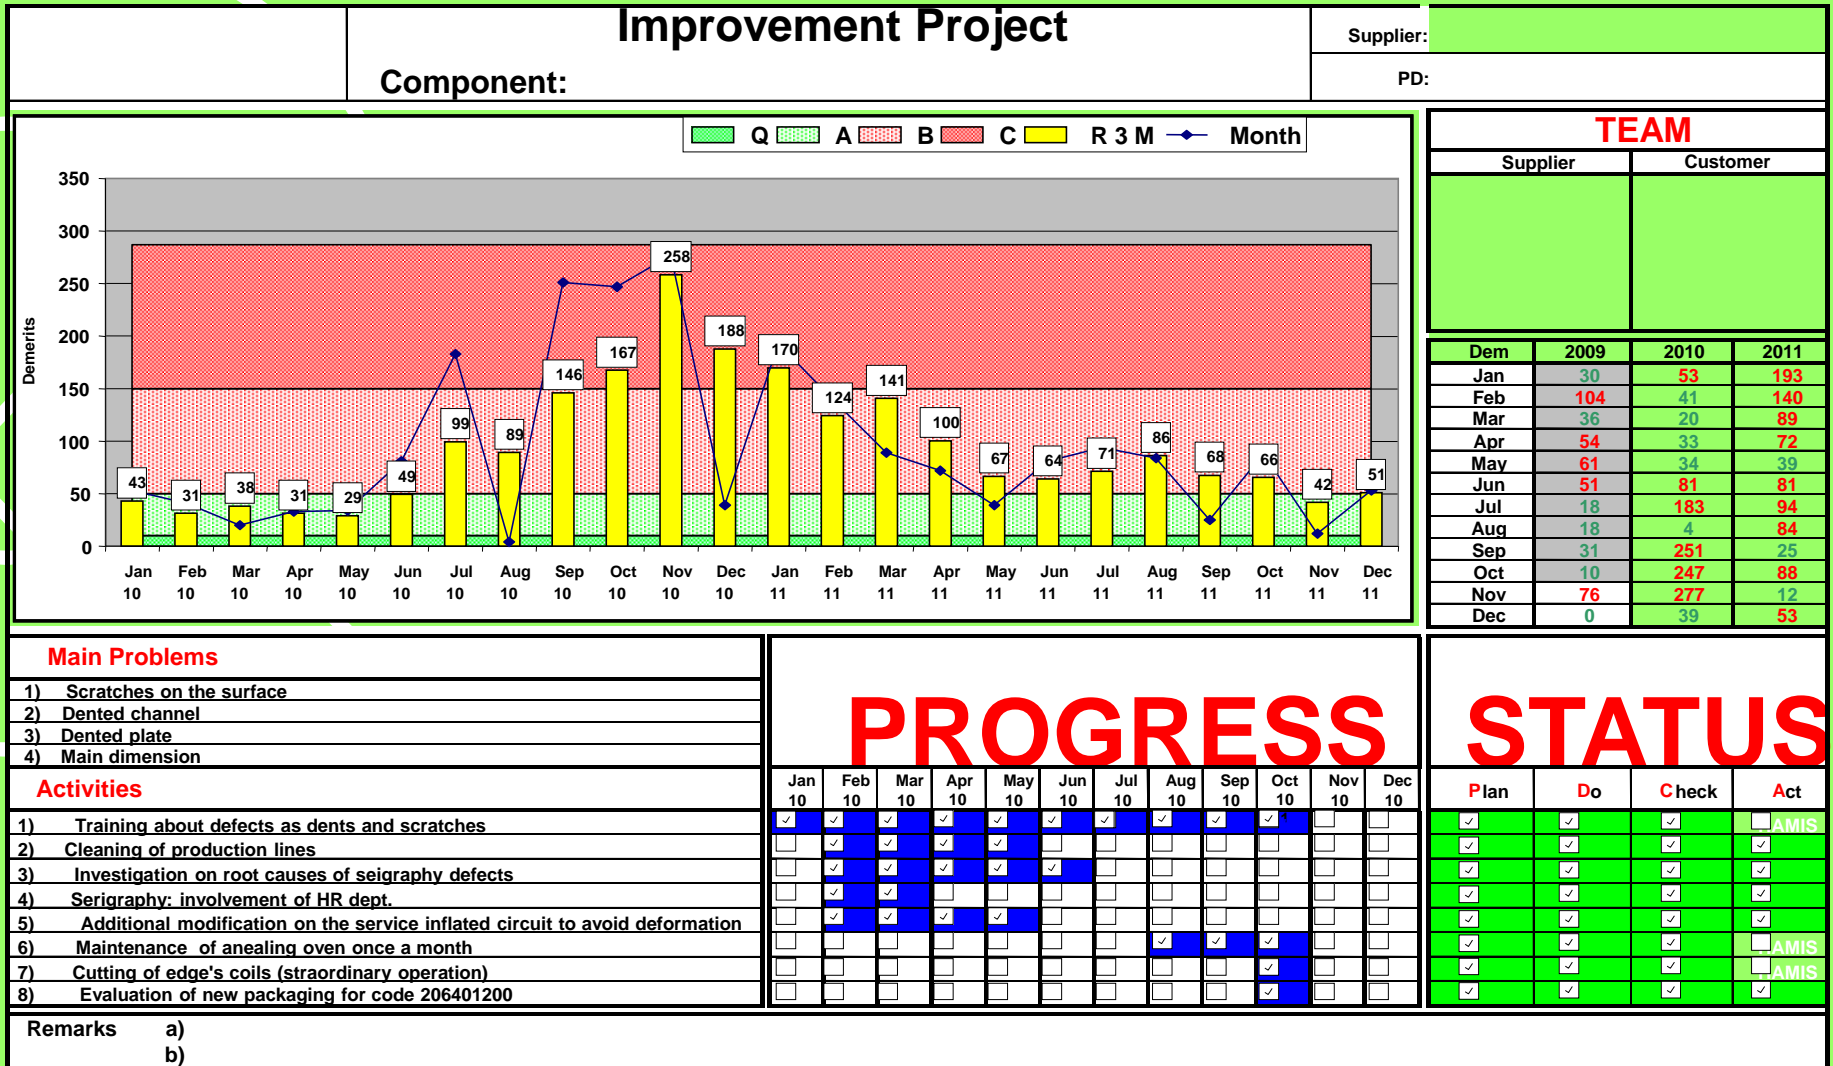 Improvement Project
Component:
Supplier:
PD:
Q A B C R 3 M Month
Demerits
350
300
250
200
150
100
50
0
43 31 38 31 29 49 99 89 146 167 258 188 170 124 141 100 67 64 71 86 68 66 42 51
Jan Feb Mar Apr May Jun Jul Aug Sep Oct Nov Dec Jan Feb Mar Apr May Jun Jul Aug Sep Oct Nov Dec
10 10 10 10 10 10 10 10 10 10 10 10 11 11 11 11 11 11 11 11 11 11 11 11
TEAM
Supplier Customer
Dem 2009 2010 2011
Jan 30 53 193
Feb 104 41 140
Mar 36 20 89
Apr 54 33 72
May 61 34 39
Jun 51 81 81
Jul 18 183 94
Aug 18 4 84
Sep 31 251 25
Oct 10 247 88
Nov 76 277 12
Dec 0 39 53
Main Problems
1) Scratches on the surface
2) Dented channel
3) Dented plate
4) Main dimension
PROGRESS
STATUS
Activities
Jan Feb Mar Apr May Jun Jul Aug Sep Oct Nov Dec
10 10 10 10 10 10 10 10 10 10 10 10
Plan Do Check Act
1) Training about defects as dents and scratches
2) Cleaning of production lines
3) Investigation on root causes of seigraphy defects
4) Serigraphy: involvement of HR dept.
5) Additional modification on the service inflated circuit to avoid deformation
6) Maintenance of anealing oven once a month
7) Cutting of edge's coils (straordinary operation)
8) Evaluation of new packaging for code 206401200
Remarks a)
b)